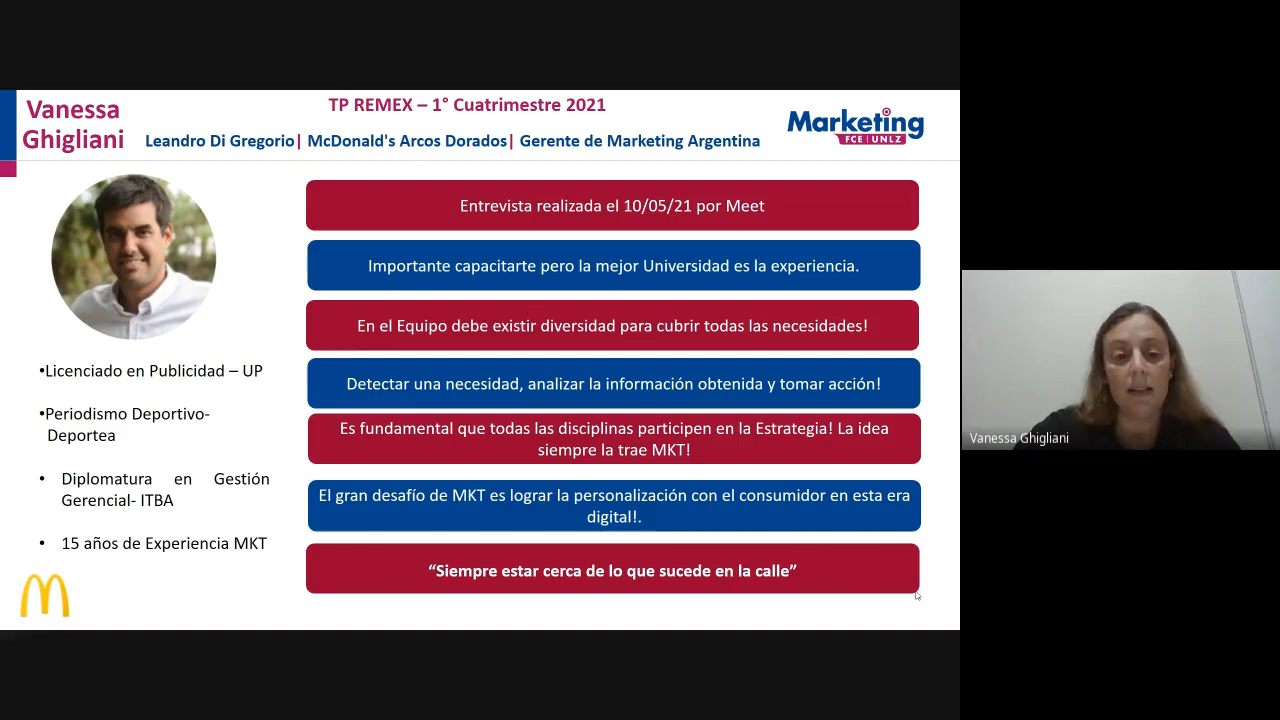 Vanessa
Ghigliani
TP REMEX – 1° Cuatrimestre 2021
Leandro Di Gregorio| McDonald's Arcos Dorados| Gerente de Marketing Argentina
Marketing
FCE UNLZ
•Licenciado en Publicidad – UP
•Periodismo Deportivo-
Deportea
• Diplomatura en Gestión
Gerencial- ITBA
• 15 años de Experiencia MKT
Entrevista realizada el 10/05/21 por Meet
Importante capacitarte pero la mejor Universidad es la experiencia.
En el Equipo debe existir diversidad para cubrir todas las necesidades!
Detectar una necesidad, analizar la información obtenida y tomar acción!
Es fundamental que todas las disciplinas participen en la Estrategia! La idea
siempre la trae MKT!
El gran desafío de MKT es lograr la personalización con el consumidor en esta era
digital!.
“Siempre estar cerca de lo que sucede en la calle”
Vanessa Ghigliani